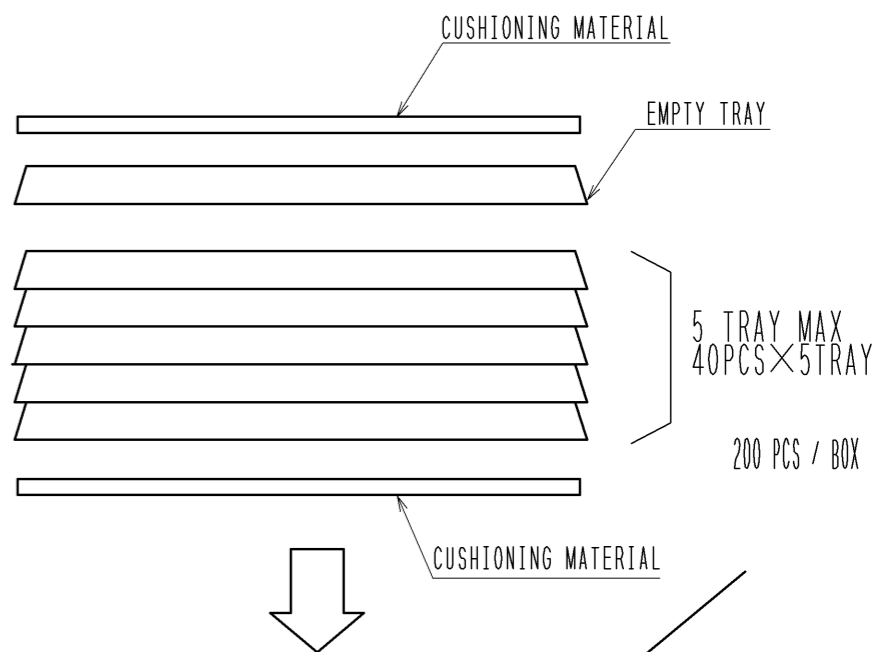 CUSHIONING MATERIAL
EMPTY TRAY
5 TRAY MAX
40PCS×5TRAY
200 PCS / BOX
CUSHIONING MATERIAL